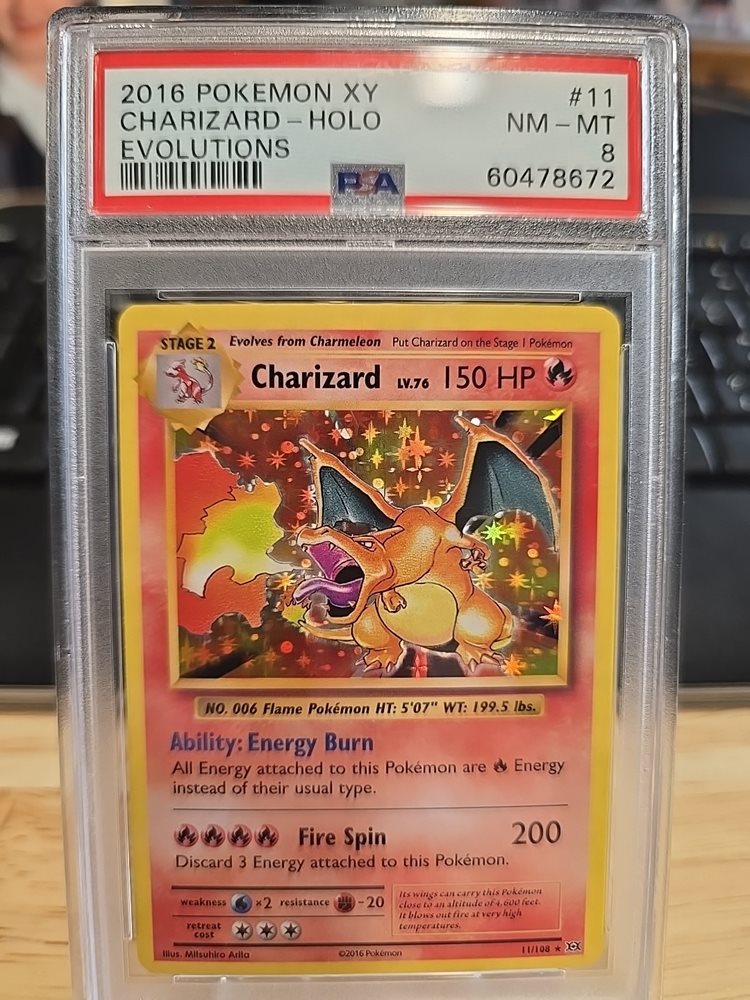 2016 POKEMON XY #11
CHARIZARD-HOLO NM-MT
EVOLUTIONS 8
PSA 60478672
STAGE 2 Evolves from Charmeleon Put Charizard on the Stage 1 Pokémon
Charizard LV.76 150 HP
NO. 006 Flame Pokémon HT: 5'07" WT: 199.5 lbs.
Ability: Energy Burn
All Energy attached to this Pokémon are Energy
instead of their usual type.
Fire Spin 200
Discard 3 Energy attached to this Pokémon.
weakness ×2 resistance -20
retreat
cost
Its wings can carry this Pokémon
close to an altitude of 4,600 feet.
It blows out fire at very high
temperatures.
Illus. Mitsuhiro Arita ©2016 Pokémon 11/108 ★